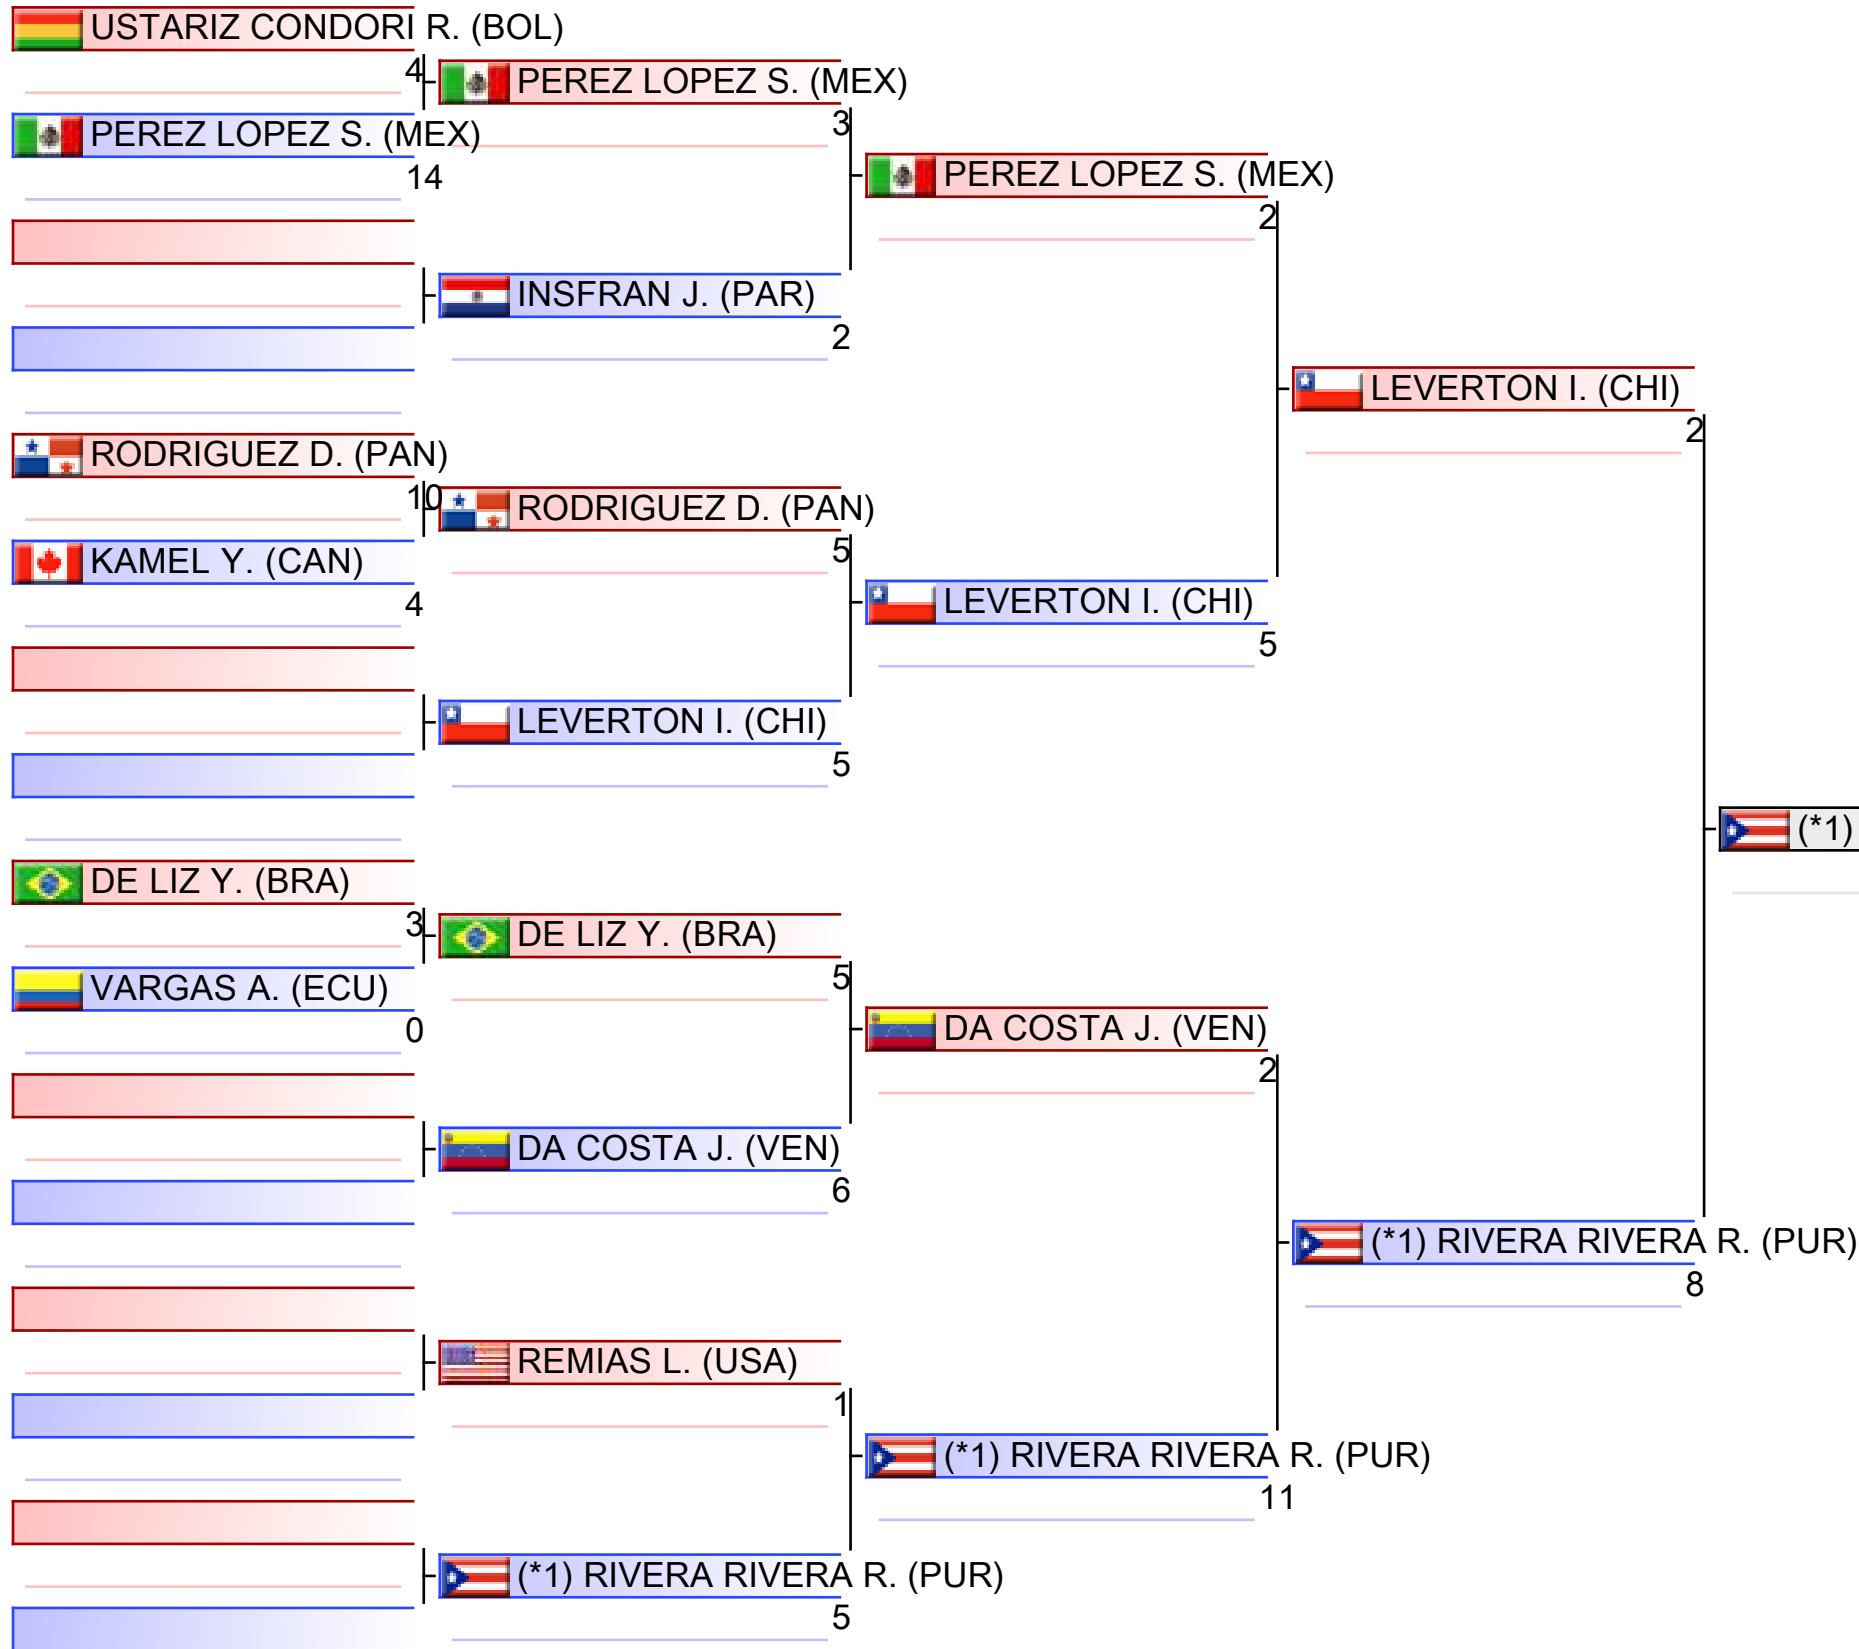 USTARIZ CONDORI R. (BOL)
4
PEREZ LOPEZ S. (MEX)
14
RODRIGUEZ D. (PAN)
10
KAMEL Y. (CAN)
4
DE LIZ Y. (BRA)
3
VARGAS A. (ECU)
0
PEREZ LOPEZ S. (MEX)
3
INSFRAN J. (PAR)
2
RODRIGUEZ D. (PAN)
5
LEVERTON I. (CHI)
5
DE LIZ Y. (BRA)
5
DA COSTA J. (VEN)
6
REMIAS L. (USA)
1
(*1) RIVERA RIVERA R. (PUR)
5
PEREZ LOPEZ S. (MEX)
2
LEVERTON I. (CHI)
5
DA COSTA J. (VEN)
2
(*1) RIVERA RIVERA R. (PUR)
11
LEVERTON I. (CHI)
2
(*1) RIVERA RIVERA R. (PUR)
8
(*1)